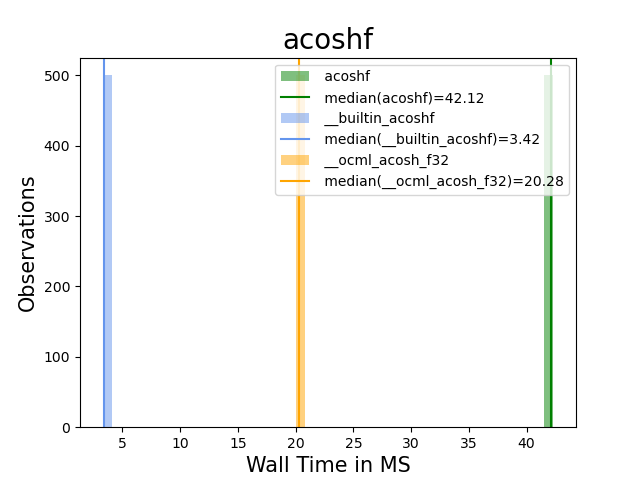 acoshf
500
400
300
200
100
0
Observations
acoshf
median(acoshf)=42.12
__builtin_acoshf
median(__builtin_acoshf)=3.42
__ocml_acosh_f32
median(__ocml_acosh_f32)=20.28
5 10 15 20 25 30 35 40
Wall Time in MS